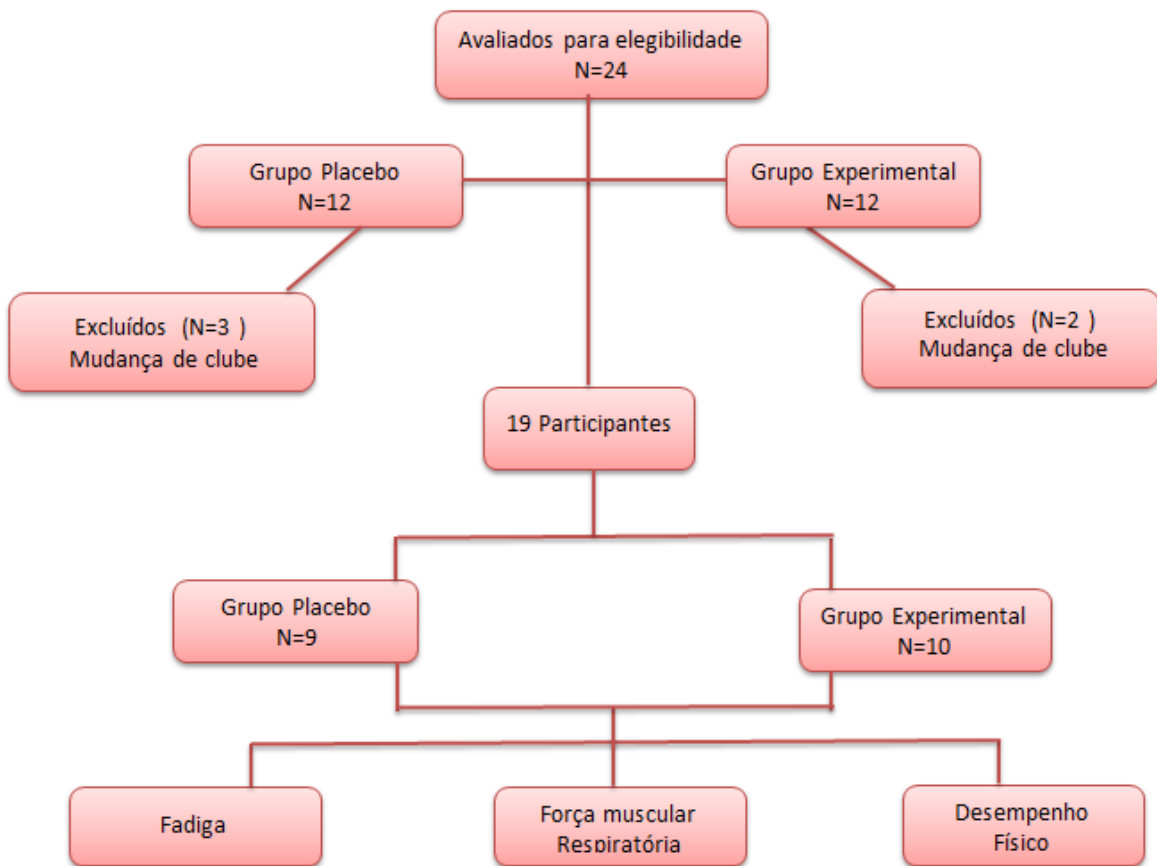 Avaliados para elegibilidade
N=24
Grupo Placebo
N=12
Grupo Experimental
N=12
Excluídos (N=3 )
Mudança de clube
Excluídos (N=2 )
Mudança de clube
19 Participantes
Grupo Placebo
N=9
Grupo Experimental
N=10
Fadiga
Força muscular
Respiratória
Desempenho
Físico